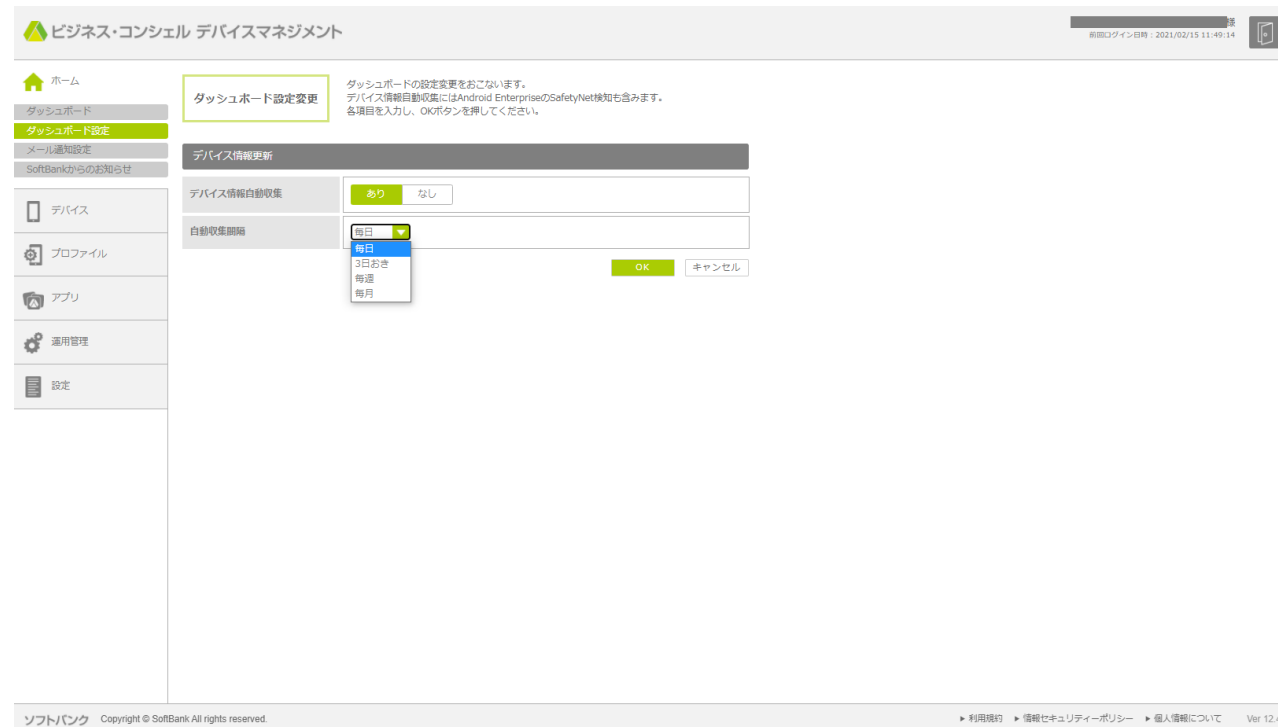 ビジネス・コンシェル デバイスマネジメント
様
前回ログイン日時：2021/02/15 11:49:14
ホーム
ダッシュボード
ダッシュボード設定
メール通知設定
SoftBankからのお知らせ
デバイス
プロファイル
アプリ
運用管理
設定
ダッシュボード設定変更
ダッシュボードの設定変更をおこないます。
デバイス情報自動収集にはAndroid EnterpriseのSafetyNet検知も含みます。
各項目を入力し、OKボタンを押してください。
デバイス情報更新
デバイス情報自動収集
あり
なし
自動収集間隔
毎日
毎日
3日おき
毎週
毎月
OK
キャンセル
ソフトバンク Copyright © SoftBank All rights reserved.
利用規約 情報セキュリティーポリシー 個人情報について